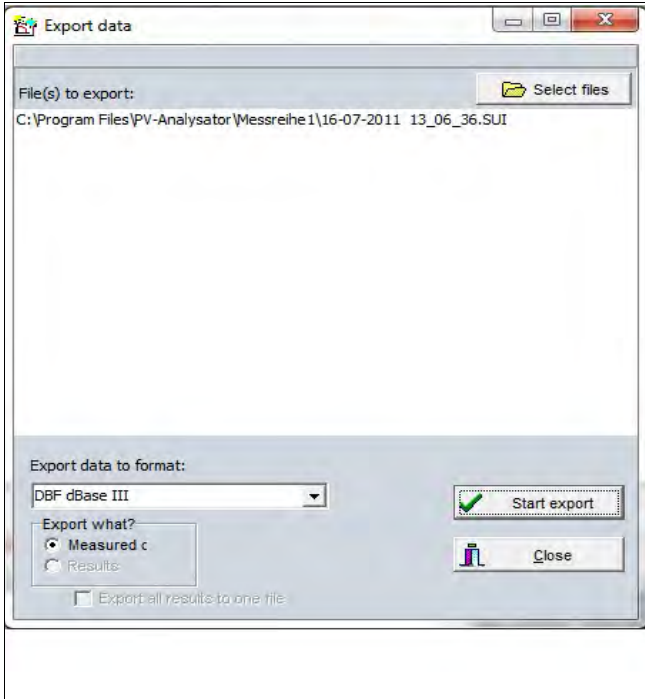 Export data
File(s) to export:
Select files
C:\Program Files\PV-Analysator\Messreihe1\16-07-2011 13_06_36.SUI
Export data to format:
DBF dBase III
Start export
Export what?
Measured c
Results
Close
Export all results to one file